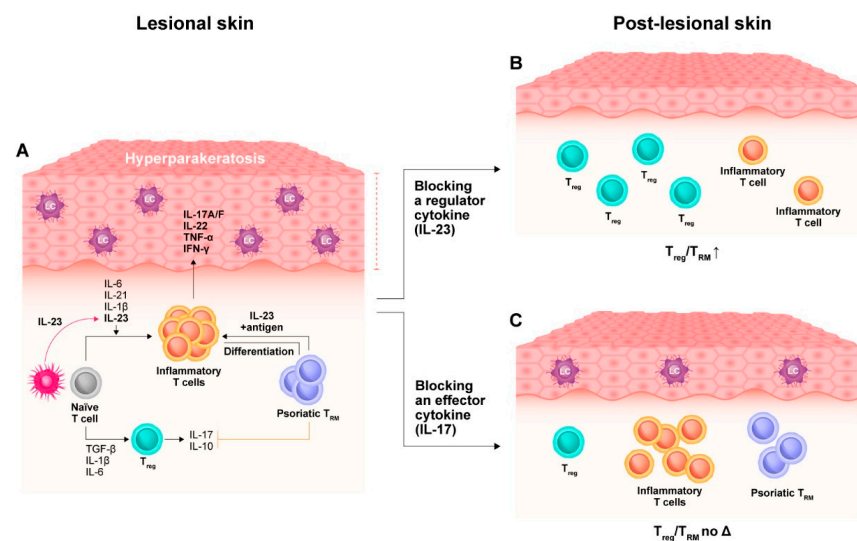 Lesional skin
Post-lesional skin
A
Hyperparakeratosis
LC
LC
LC
LC
LC
LC
IL-17A/F
IL-22
TNF-α
IFN-γ
IL-6
IL-21
IL-1β
IL-23
IL-23
IL-23
+antigen
Differentiation
Inflammatory
T cells
Naïve
T cell
Psoriatic TRM
TGF-β
IL-1β
IL-6
Treg
IL-17
IL-10
Blocking
a regulator
cytokine
(IL-23)
Blocking
an effector
cytokine
(IL-17)
B
Treg
Treg
Treg
Treg
Inflammatory
T cell
Inflammatory
T cell
Treg/TRM ↑
C
LC
LC
LC
Treg
Inflammatory
T cells
Psoriatic TRM
Treg/TRM no Δ